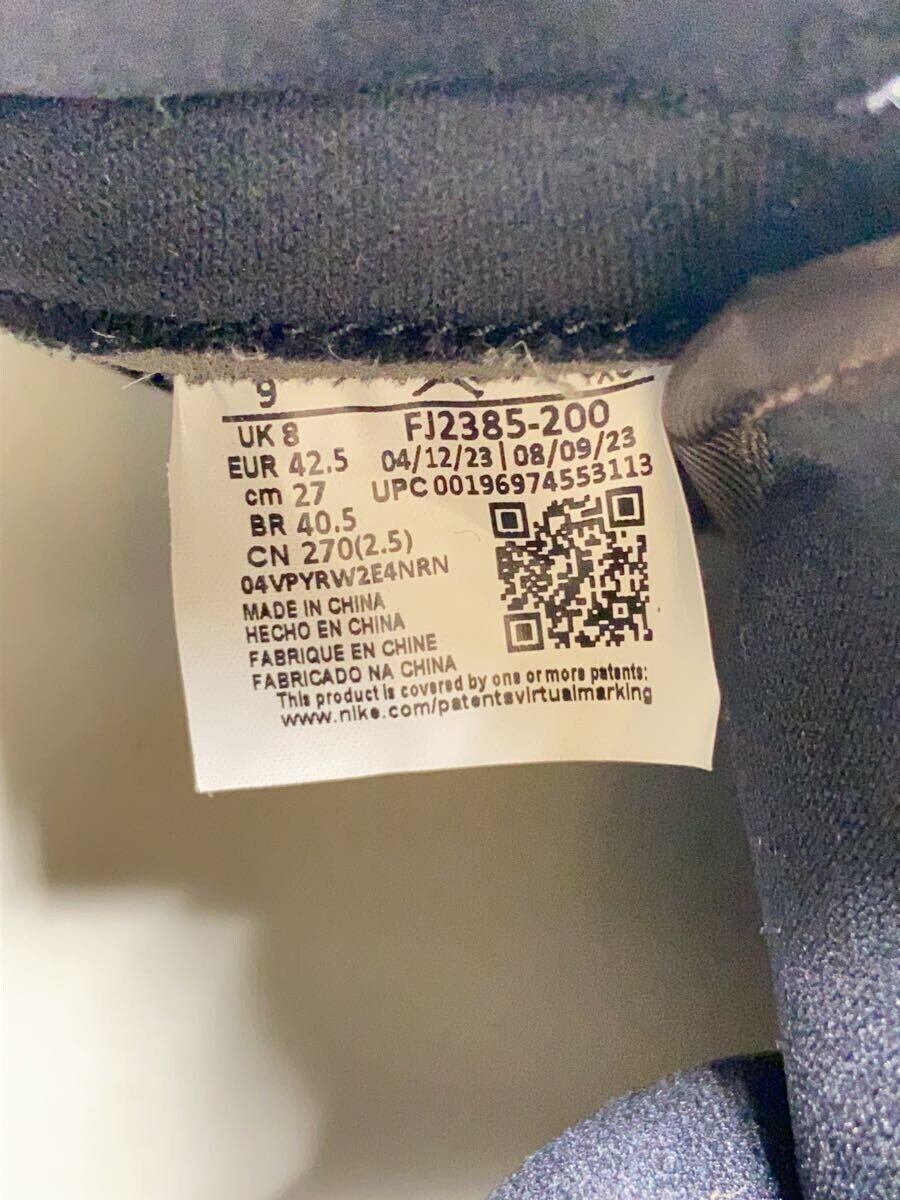 9
UK 8
EUR 42.5
cm 27
BR 40.5
CN 270(2.5)
FJ2385-200
04/12/23 | 08/09/23
UPC 00196974553113
04VPYRW2E4NRN
MADE IN CHINA
HECHO EN CHINA
FABRIQUE EN CHINE
FABRICADO NA CHINA
This product is covered by one or more patents:
www.nike.com/patentsvirtualmarking